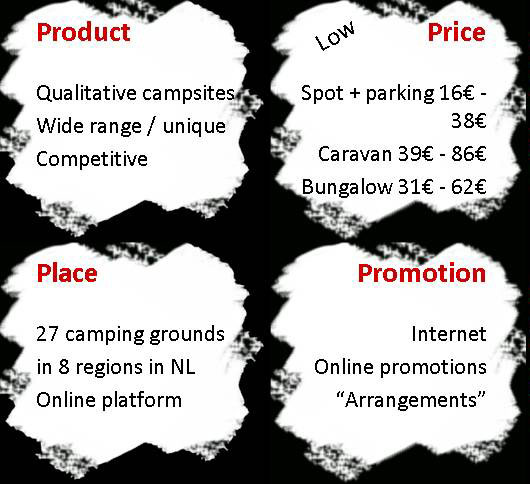 Product
Qualitative campsites
Wide range / unique
Competitive
Low
Price
Spot + parking 16€ -
38€
Caravan 39€ - 86€
Bungalow 31€ - 62€
Place
27 camping grounds
in 8 regions in NL
Online platform
Promotion
Internet
Online promotions
“Arrangements”